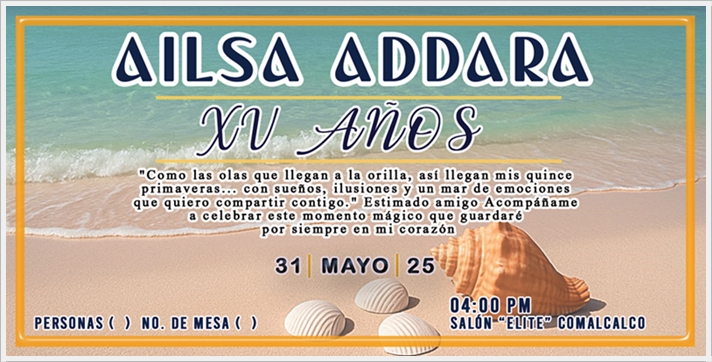 AILSA ADDARA
XV AÑOS
"Como las olas que llegan a la orilla, así llegan mis quince
primaveras... con sueños, ilusiones y un mar de emociones
que quiero compartir contigo." Estimado amigo Acompáñame
a celebrar este momento mágico que guardaré
por siempre en mi corazón
31 | MAYO | 25
04:00 PM
PERSONAS ( ) NO. DE MESA ( )
SALÓN "ELÍTE" COMALCALCO